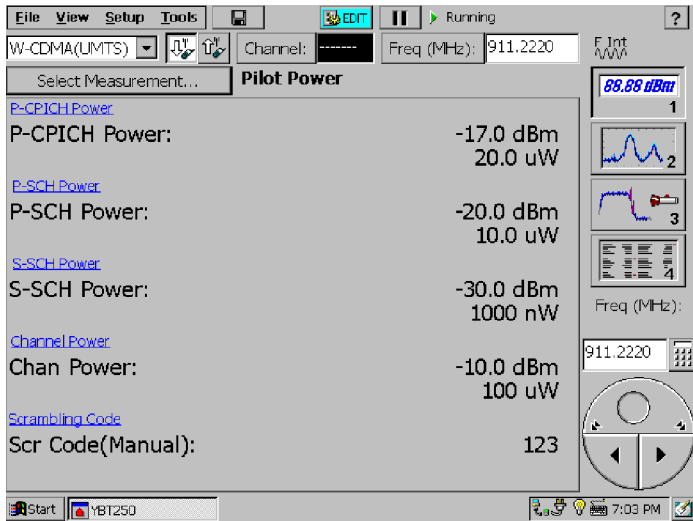 File View Setup Tools EDIT Running ?
W-CDMA(UMTS) Channel: ------- Freq (MHz): 911.2220 F Int
Select Measurement... Pilot Power
88.88 dBm
1
P-CPICH Power
P-CPICH Power: -17.0 dBm
20.0 uW
2
P-SCH Power
P-SCH Power: -20.0 dBm
10.0 uW
3
S-SCH Power
S-SCH Power: -30.0 dBm
1000 nW
4
Freq (MHz):
Channel Power
Chan Power: -10.0 dBm
100 uW
911.2220
Scrambling Code
Scr Code(Manual): 123
Start YBT250 7:03 PM